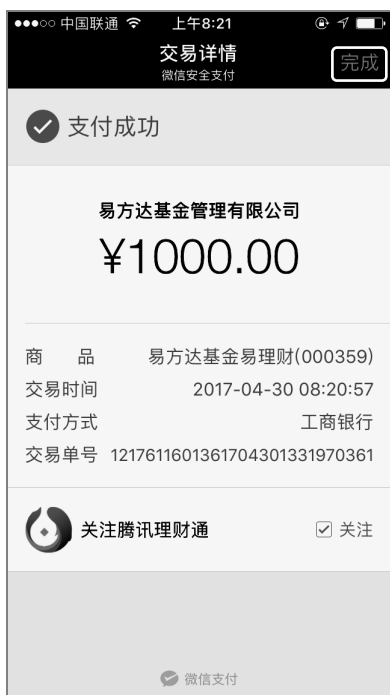 中国联通 上午8:21
交易详情
微信安全支付
完成
支付成功
易方达基金管理有限公司
¥1000.00
商品 易方达基金易理财(000359)
交易时间 2017-04-30 08:20:57
支付方式 工商银行
交易单号 1217611601361704301331970361
关注腾讯理财通 关注
微信支付